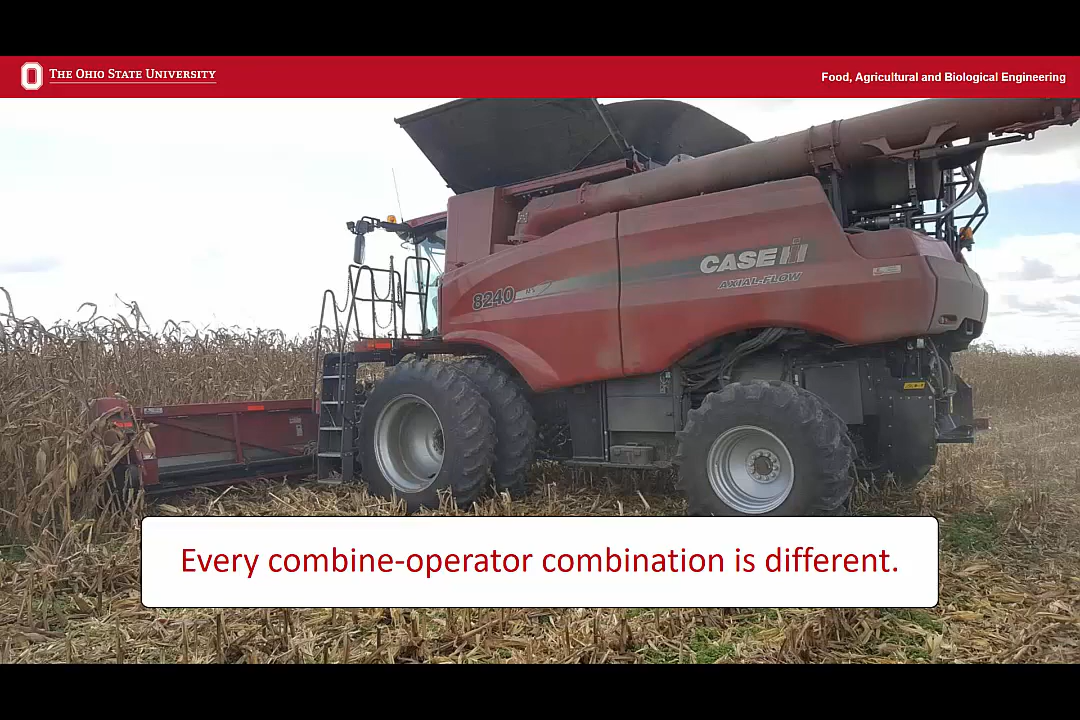 The Ohio State University
Food, Agricultural and Biological Engineering
CASE IH
AXIAL-FLOW
8240
Every combine-operator combination is different.